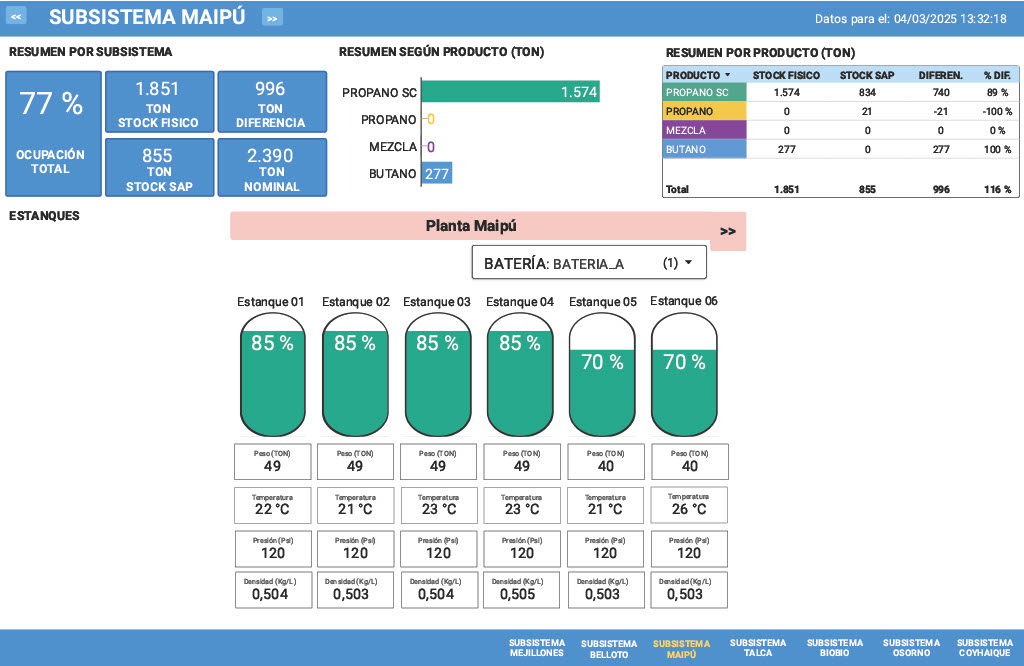 << SUBSISTEMA MAIPÚ >>
Datos para el: 04/03/2025 13:32:18
RESUMEN POR SUBSISTEMA
77 %
OCUPACIÓN
TOTAL
1.851
TON
STOCK FISICO
996
TON
DIFERENCIA
855
TON
STOCK SAP
2.390
TON
NOMINAL
RESUMEN SEGÚN PRODUCTO (TON)
PROPANO SC 1.574
PROPANO 0
MEZCLA 0
BUTANO 277
RESUMEN POR PRODUCTO (TON)
PRODUCTO STOCK FISICO STOCK SAP DIFEREN. % DIF.
PROPANO SC 1.574 834 740 89 %
PROPANO 0 21 -21 -100 %
MEZCLA 0 0 0 0 %
BUTANO 277 0 277 100 %
Total 1.851 855 996 116 %
ESTANQUES
Planta Maipú >>
BATERÍA: BATERIA_A (1)
Estanque 01 Estanque 02 Estanque 03 Estanque 04 Estanque 05 Estanque 06
85 % 85 % 85 % 85 % 70 % 70 %
Peso (TON) Peso (TON) Peso (TON) Peso (TON) Peso (TON) Peso (TON)
49 49 49 49 40 40
Temperatura Temperatura Temperatura Temperatura Temperatura Temperatura
22 °C 21 °C 23 °C 23 °C 21 °C 26 °C
Presión (Psi) Presión (Psi) Presión (Psi) Presión (Psi) Presión (Psi) Presión (Psi)
120 120 120 120 120 120
Densidad (Kg/L) Densidad (Kg/L) Densidad (Kg/L) Densidad (Kg/L) Densidad (Kg/L) Densidad (Kg/L)
0,504 0,503 0,504 0,505 0,503 0,503
SUBSISTEMA
MEJILLONES
SUBSISTEMA
BELLOTO
SUBSISTEMA
MAIPÚ
SUBSISTEMA
TALCA
SUBSISTEMA
BIOBIO
SUBSISTEMA
OSORNO
SUBSISTEMA
COYHAIQUE